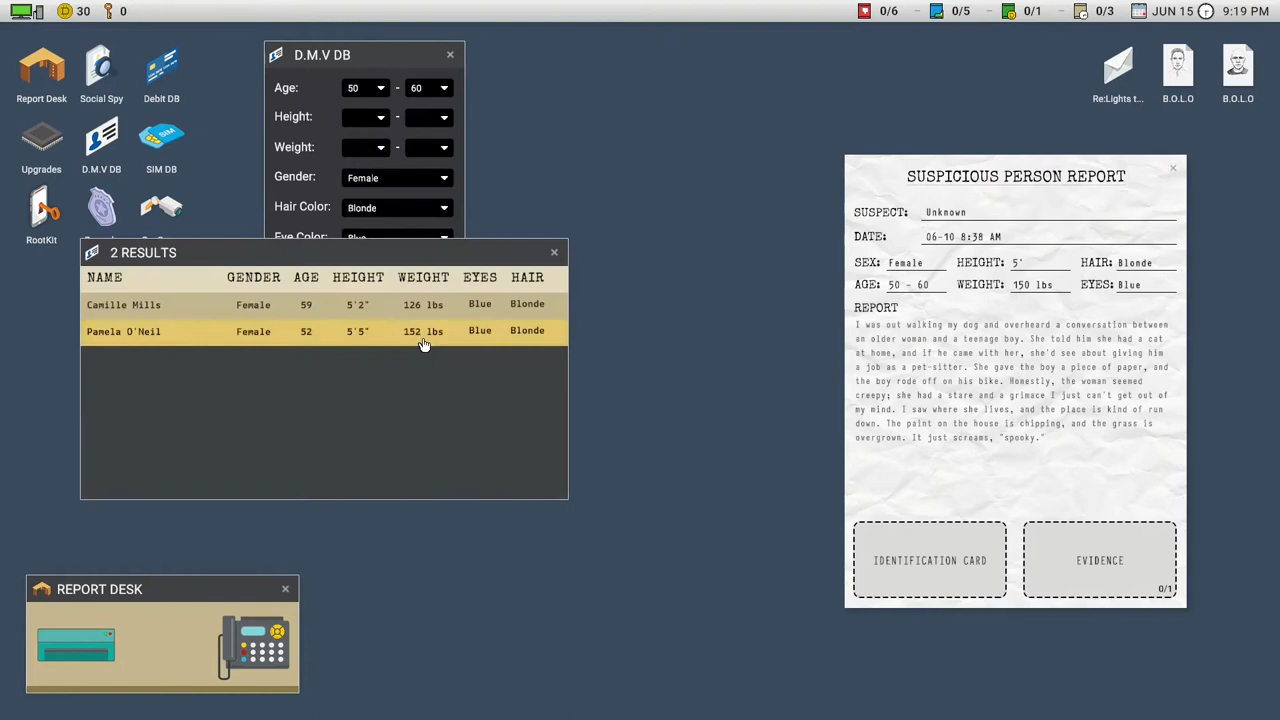 30
0
0/6
0/5
0/1
0/3
JUN 15
9:19 PM
Report Desk
Social Spy
Debit DB
Upgrades
D.M.V DB
SIM DB
SIM
RootKit
D.M.V DB
Age: 50 - 60
Height: -
Weight: -
Gender: Female
Hair Color: Blonde
2 RESULTS
NAME GENDER AGE HEIGHT WEIGHT EYES HAIR
Camille Mills Female 59 5'2" 126 lbs Blue Blonde
Pamela O'Neil Female 52 5'5" 152 lbs Blue Blonde
REPORT DESK
Re:Lights t...
B.O.L.O
B.O.L.O
SUSPICIOUS PERSON REPORT
SUSPECT: Unknown
DATE: 06-10 8:38 AM
SEX: Female HEIGHT: 5' HAIR: Blonde
AGE: 50 - 60 WEIGHT: 150 lbs EYES: Blue
REPORT
I was out walking my dog and overheard a conversation between
an older woman and a teenage boy. She told him she had a cat
at home, and if he came with her, she'd see about giving him
a job as a pet-sitter. She gave the boy a piece of paper, and
the boy rode off on his bike. Honestly, the woman seemed
creepy; she had a stare and a grimace I just can't get out of
my mind. I saw where she lives, and the place is kind of run
down. The paint on the house is chipping, and the grass is
overgrown. It just screams, "spooky."
IDENTIFICATION CARD
EVIDENCE
0/1